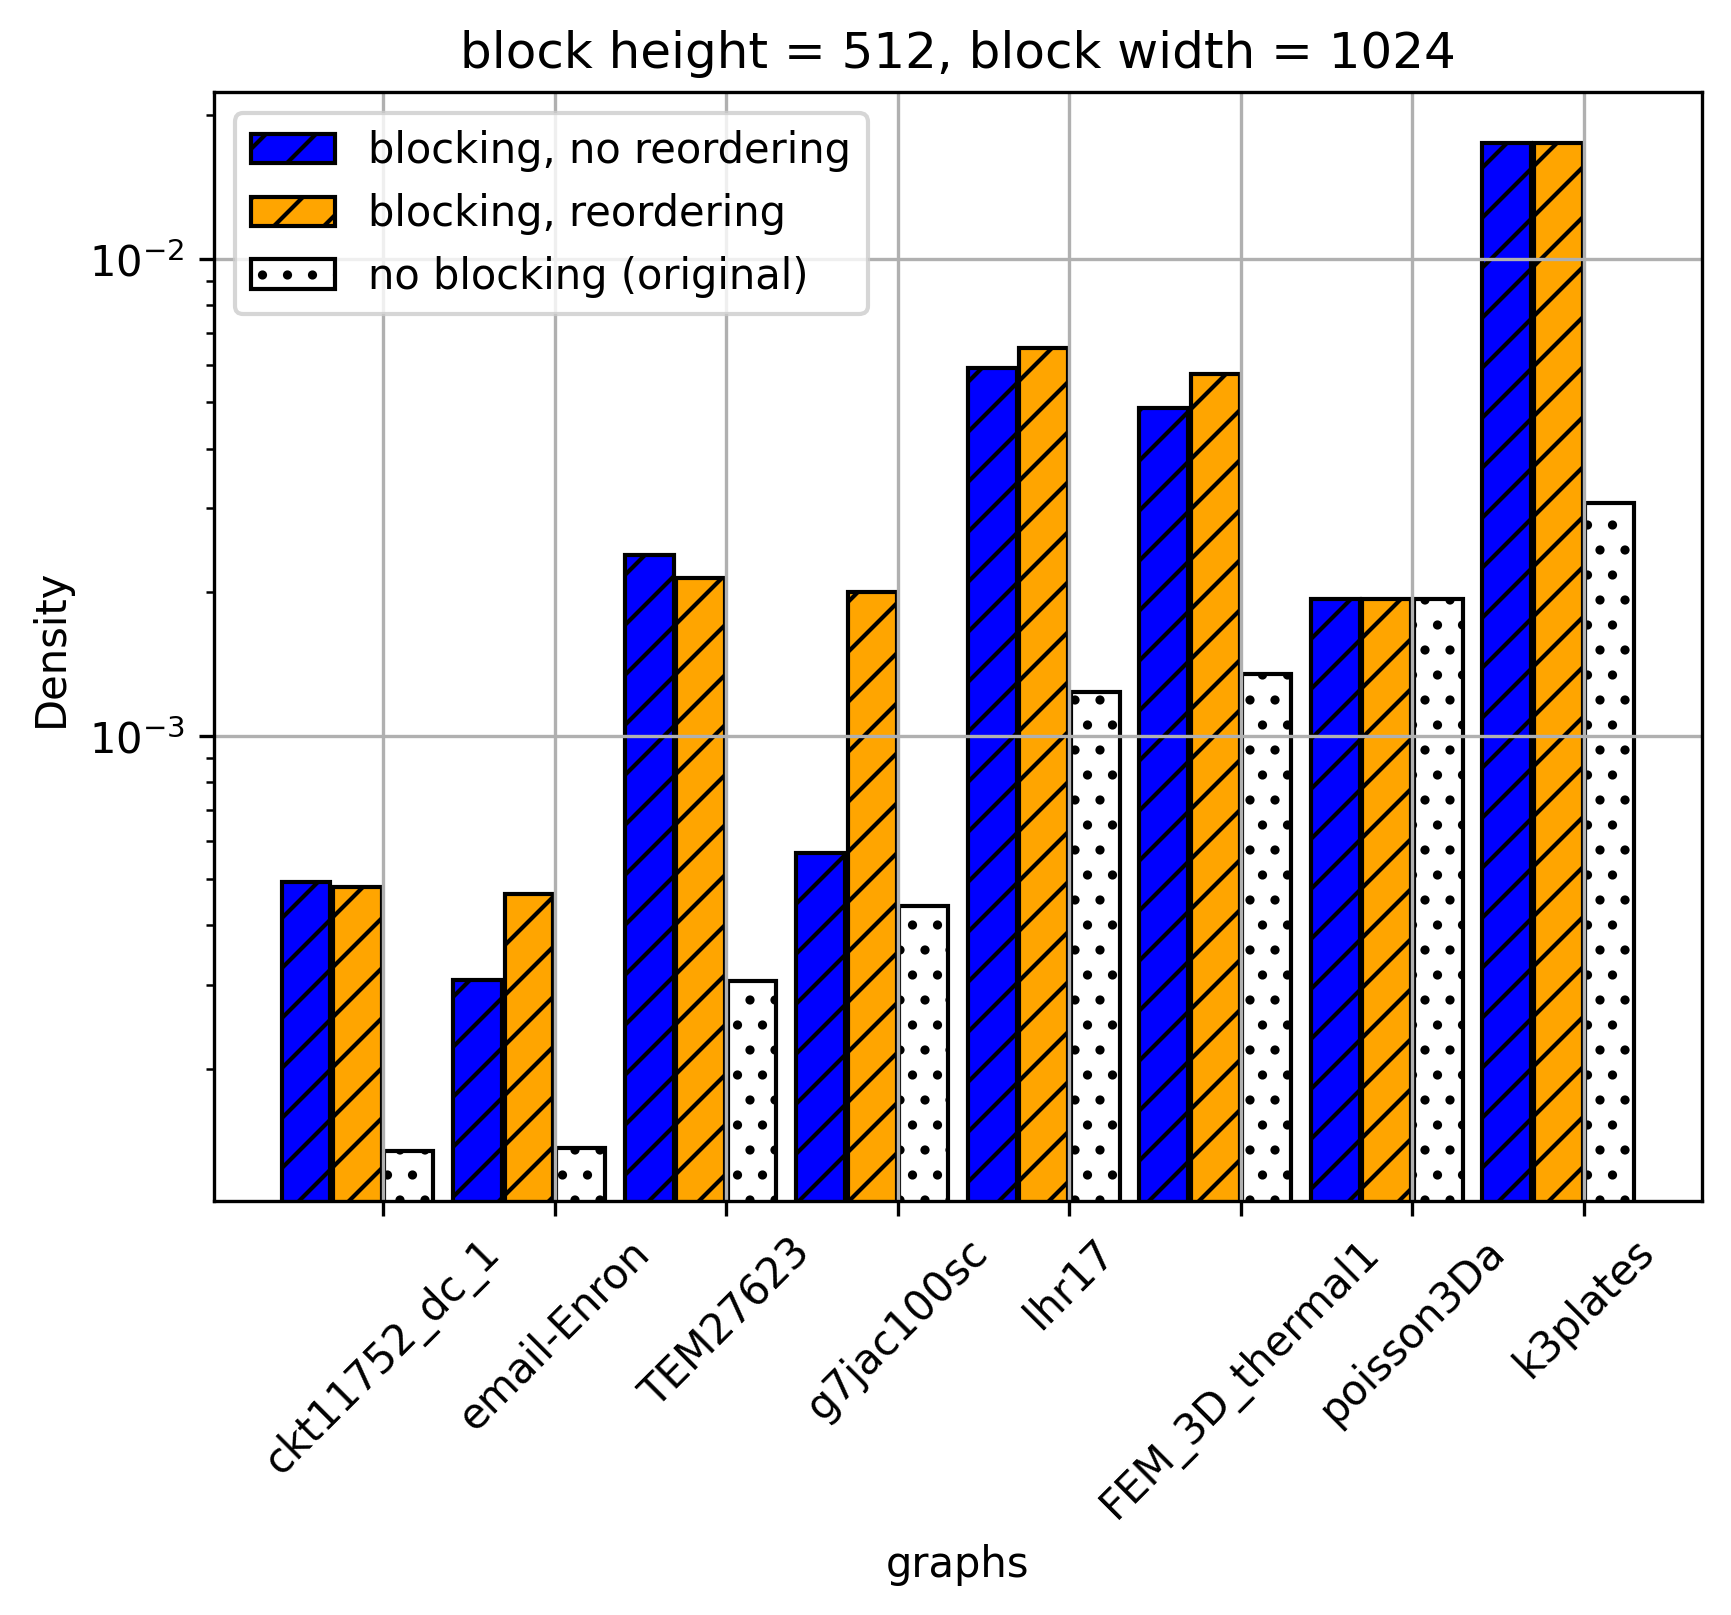 block height = 512, block width = 1024
blocking, no reordering
blocking, reordering
no blocking (original)
10⁻²
10⁻³
Density
ckt11752_dc_1
email-Enron
TEM27623
g7jac100sc
lhr17
FEM_3D_thermal1
poisson3Da
k3plates
graphs